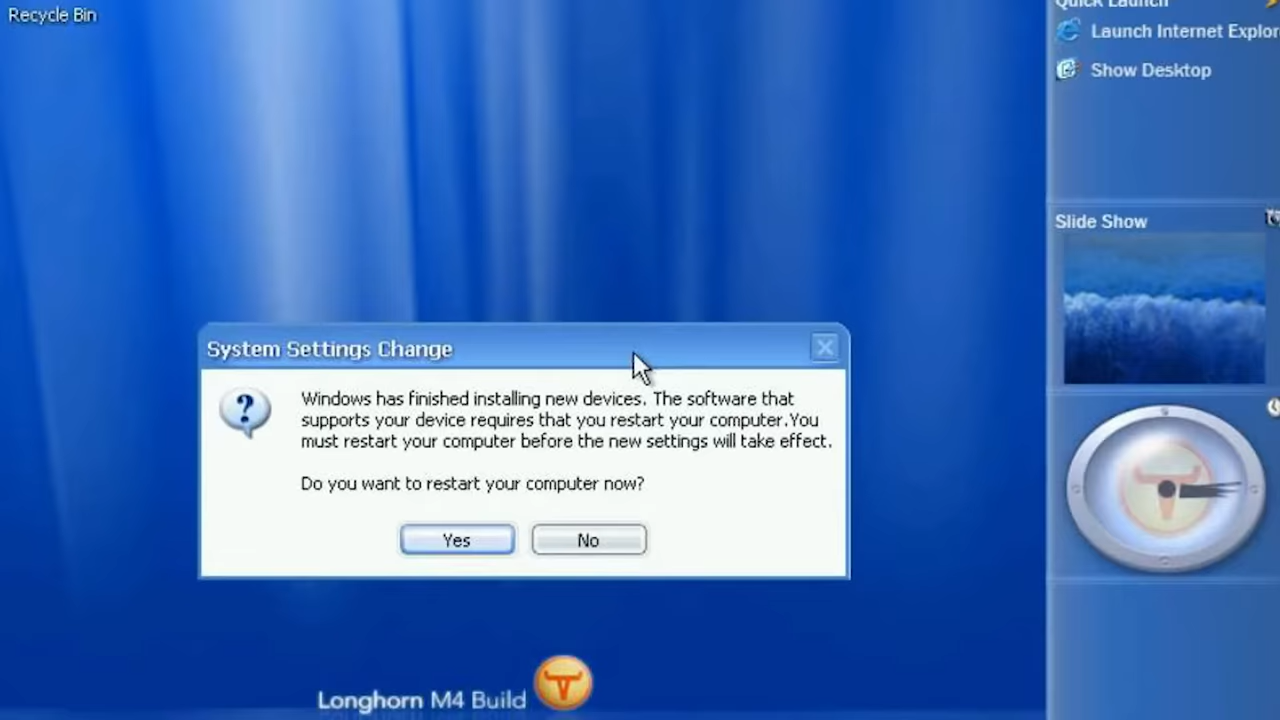 Recycle Bin
Quick Launch
Launch Internet Explor
Show Desktop
Slide Show
System Settings Change
Windows has finished installing new devices. The software that
supports your device requires that you restart your computer.You
must restart your computer before the new settings will take effect.
Do you want to restart your computer now?
Yes
No
Longhorn M4 Build